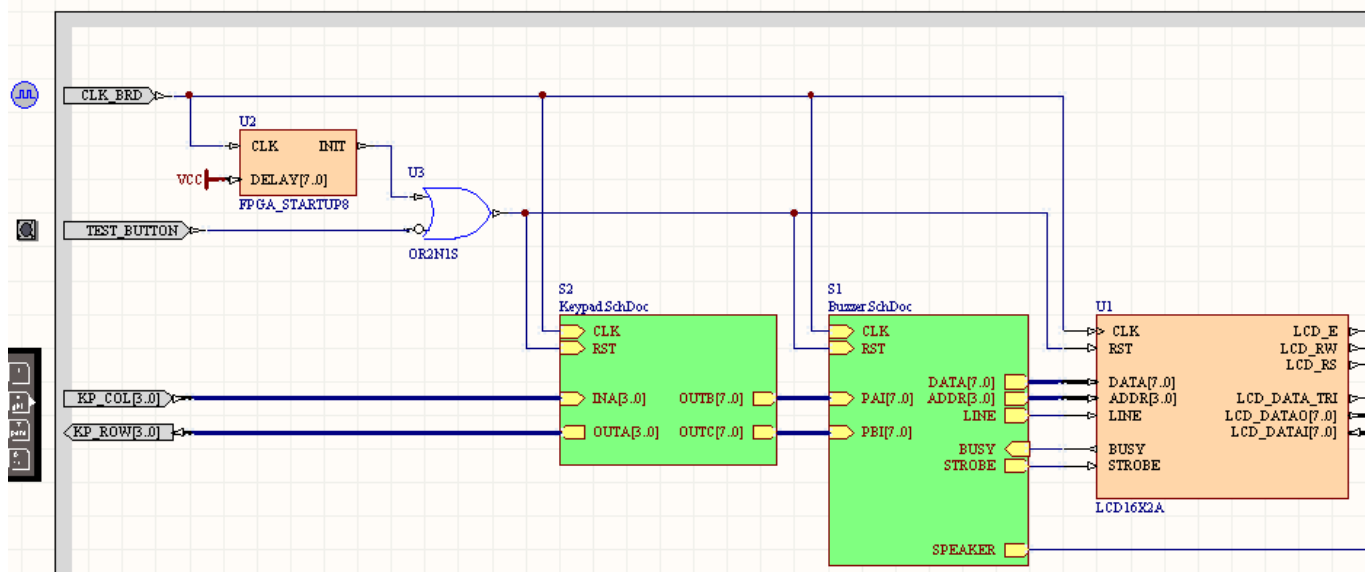 CLK_BRD
U2
CLK INIT
VCC DELAY[7..0]
FPGA_STARTUP8
U3
TEST_BUTTON
OR2N1S
S2
Keypad.SchDoc
CLK
RST
KP_COL[3..0]
INA[3..0] OUTB[7..0]
KP_ROW[3..0]
OUTA[3..0] OUTC[7..0]
S1
Buzzer.SchDoc
CLK
RST
DATA[7..0]
PAI[7..0] ADDR[3..0]
LINE
PBI[7..0]
BUSY
STROBE
SPEAKER
U1
CLK LCD_E
RST LCD_RW
LCD_RS
DATA[7..0]
ADDR[3..0] LCD_DATA_TRI
LINE LCD_DATAO[7..0]
LCD_DATAI[7..0]
BUSY
STROBE
LCD16X2A